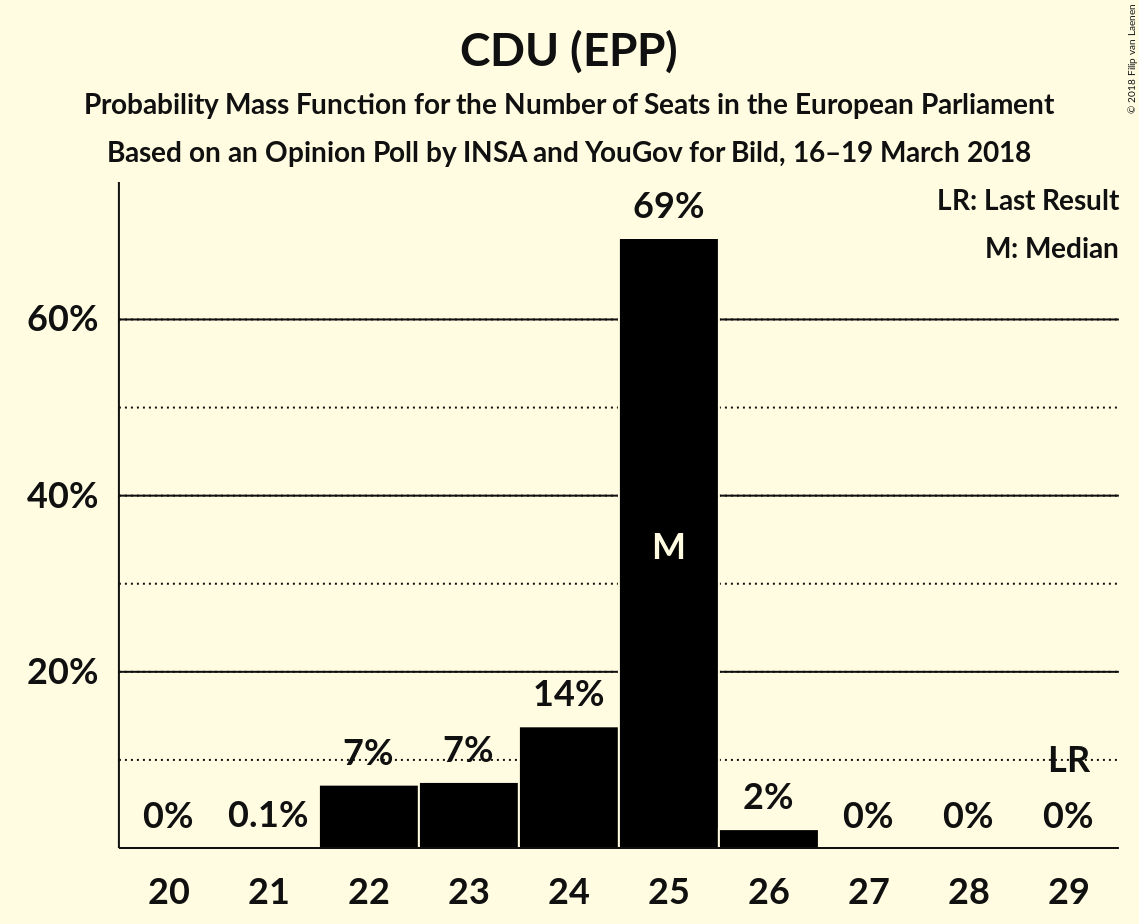 CDU (EPP)
Probability Mass Function for the Number of Seats in the European Parliament
Based on an Opinion Poll by INSA and YouGov for Bild, 16–19 March 2018
© 2018 Filip van Laenen
LR: Last Result
M: Median
69%
60%
40%
M
20%
14%
7%
7%
LR
0%
0.1%
2%
0%
0%
0%
20
21
22
23
24
25
26
27
28
29